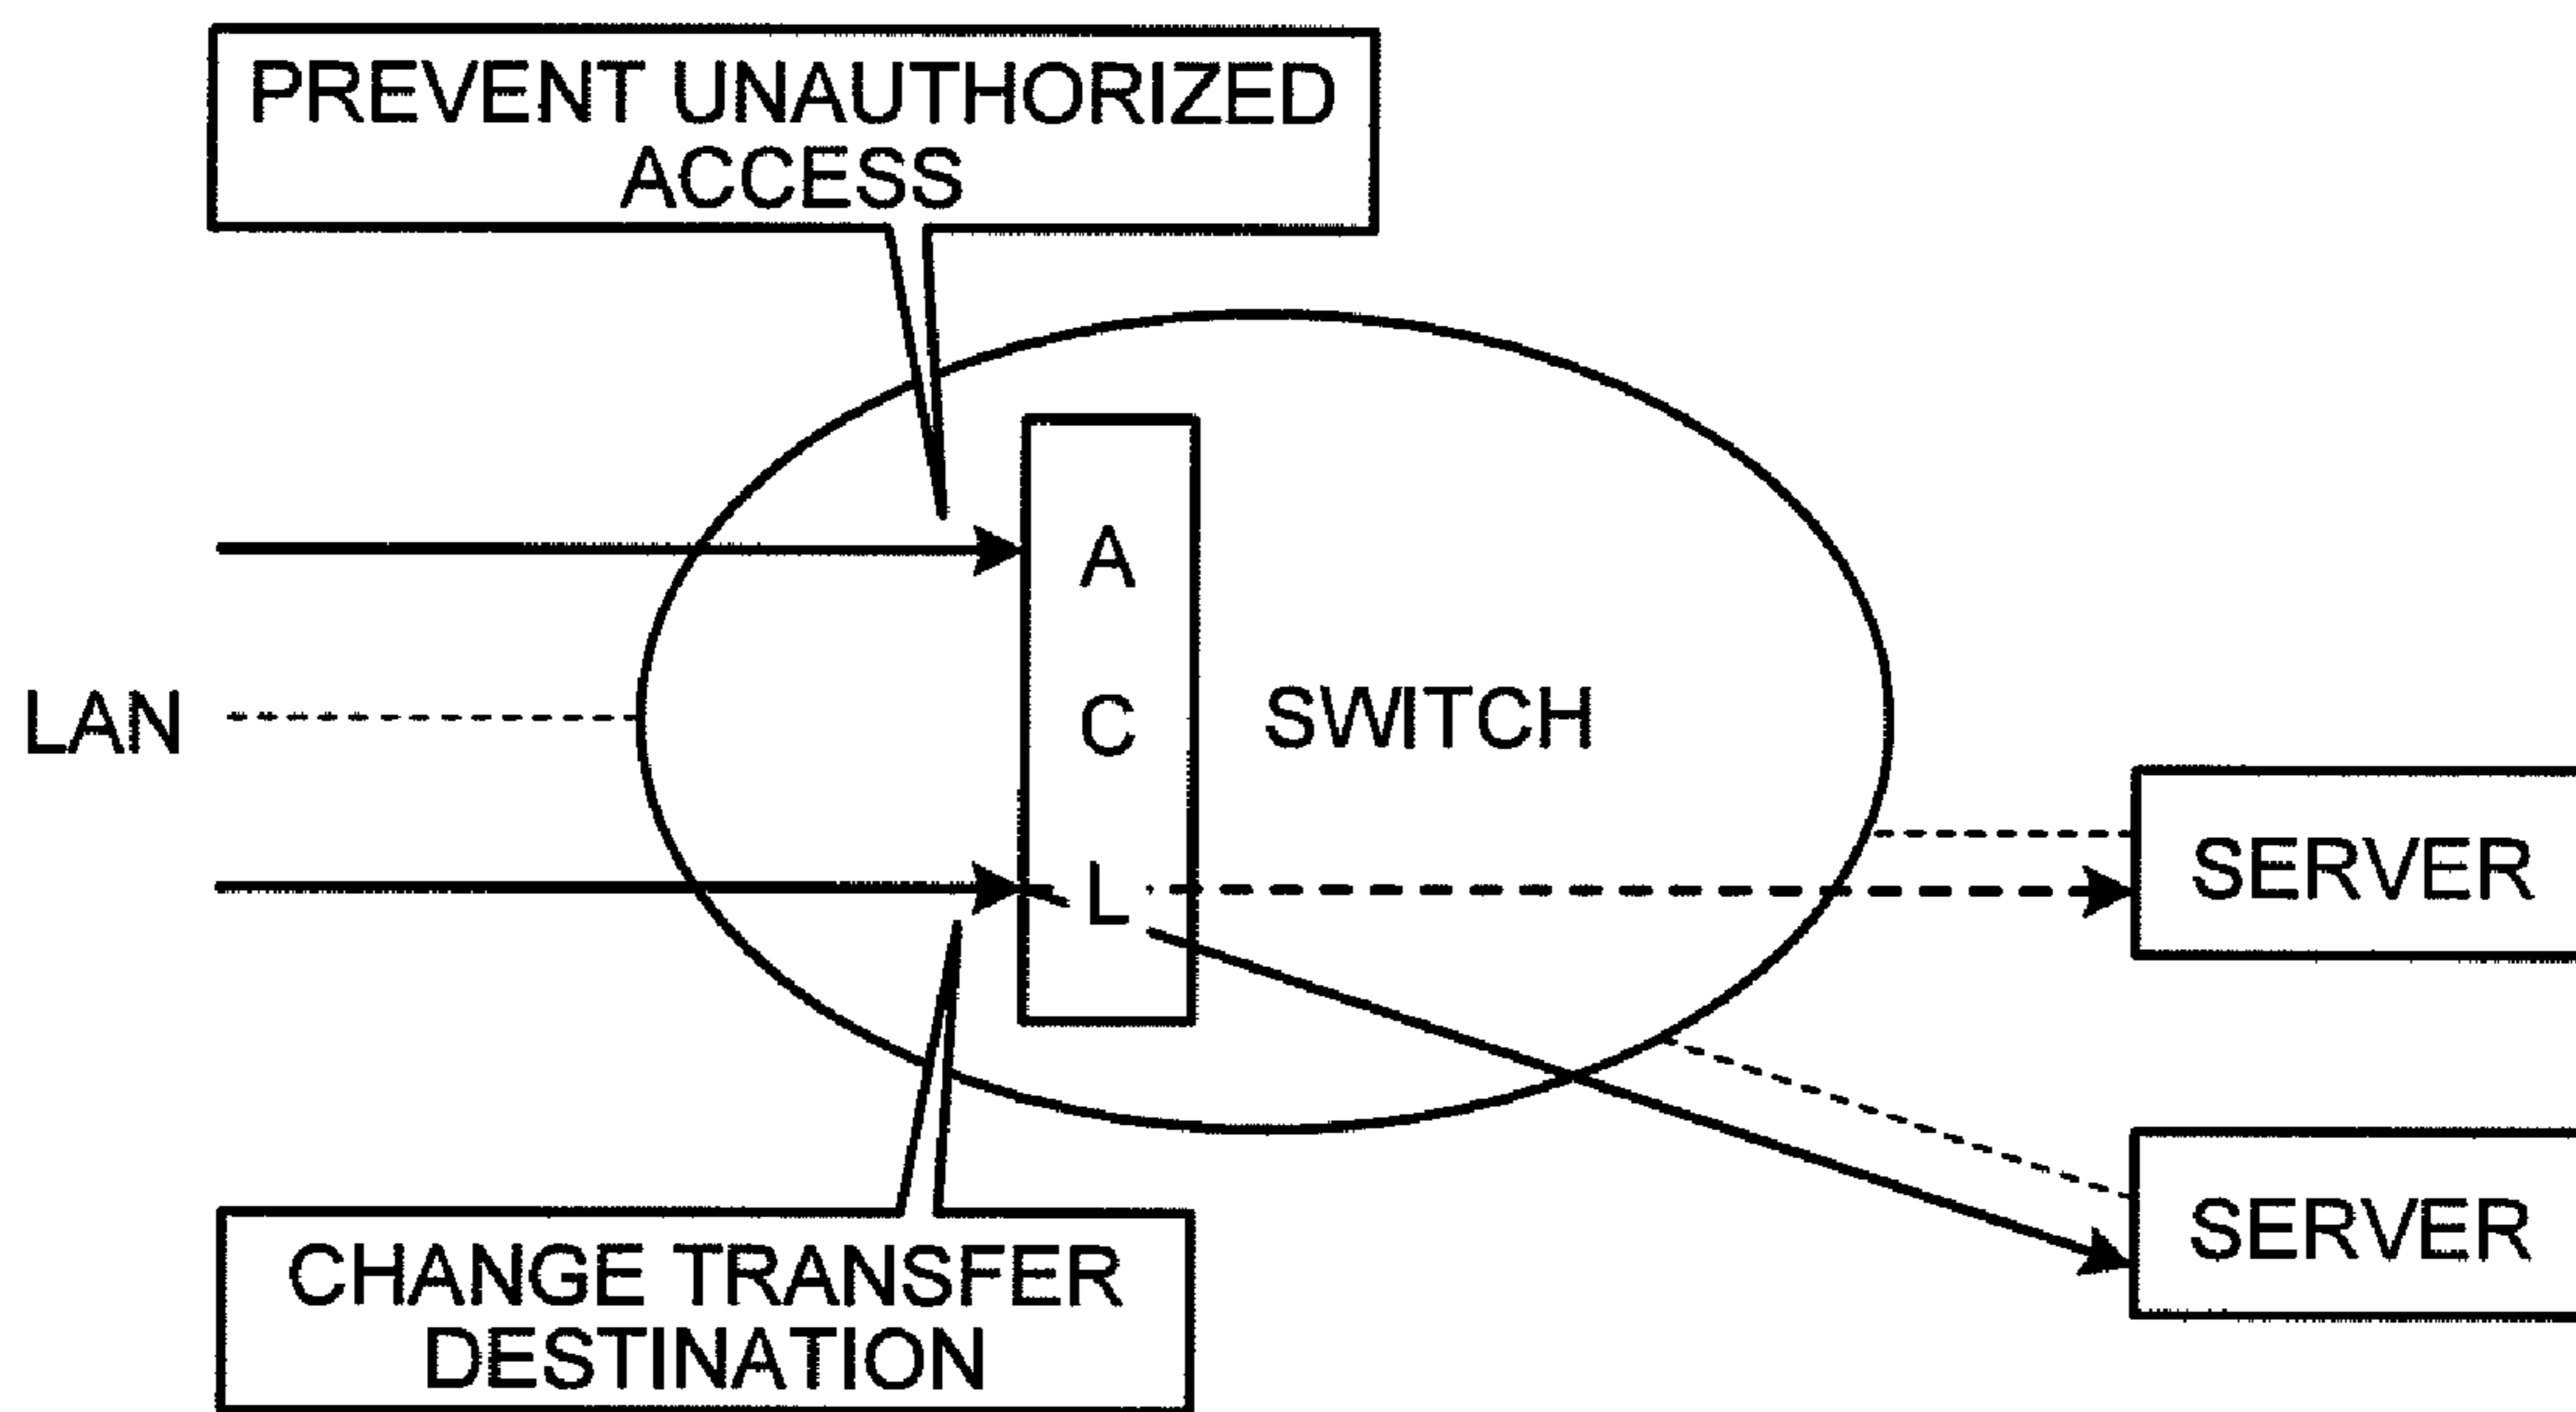 PREVENT UNAUTHORIZED
ACCESS
A
C
L
LAN
SWITCH
SERVER
SERVER
CHANGE TRANSFER
DESTINATION